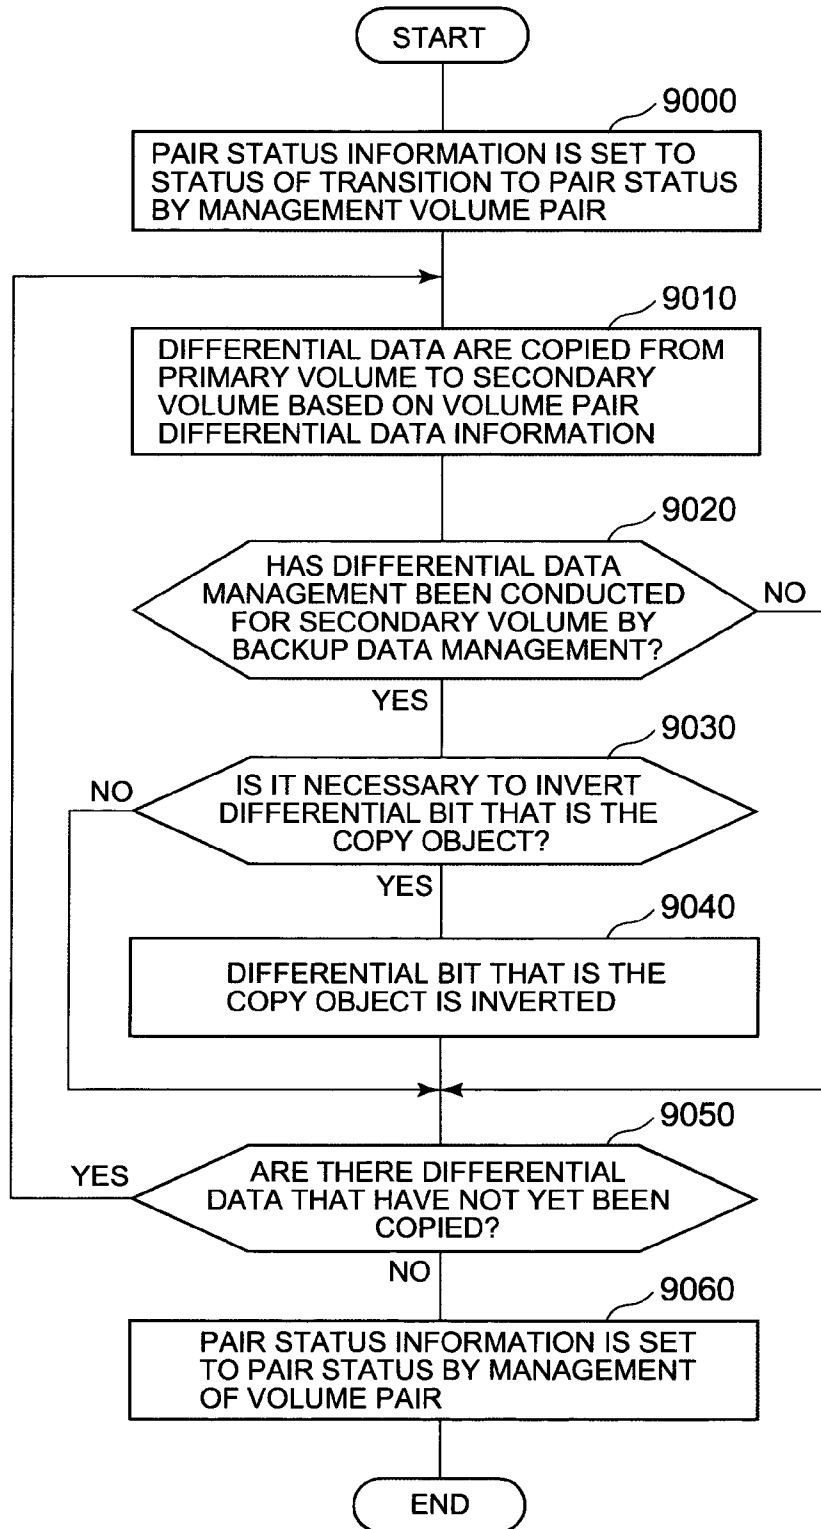 START
9000
PAIR STATUS INFORMATION IS SET TO
STATUS OF TRANSITION TO PAIR STATUS
BY MANAGEMENT VOLUME PAIR
9010
DIFFERENTIAL DATA ARE COPIED FROM
PRIMARY VOLUME TO SECONDARY
VOLUME BASED ON VOLUME PAIR
DIFFERENTIAL DATA INFORMATION
9020
HAS DIFFERENTIAL DATA
MANAGEMENT BEEN CONDUCTED
FOR SECONDARY VOLUME BY
BACKUP DATA MANAGEMENT?
NO
YES
9030
IS IT NECESSARY TO INVERT
DIFFERENTIAL BIT THAT IS THE
COPY OBJECT?
NO
YES
9040
DIFFERENTIAL BIT THAT IS THE
COPY OBJECT IS INVERTED
9050
ARE THERE DIFFERENTIAL
DATA THAT HAVE NOT YET BEEN
COPIED?
YES
NO
9060
PAIR STATUS INFORMATION IS SET
TO PAIR STATUS BY MANAGEMENT
OF VOLUME PAIR
END